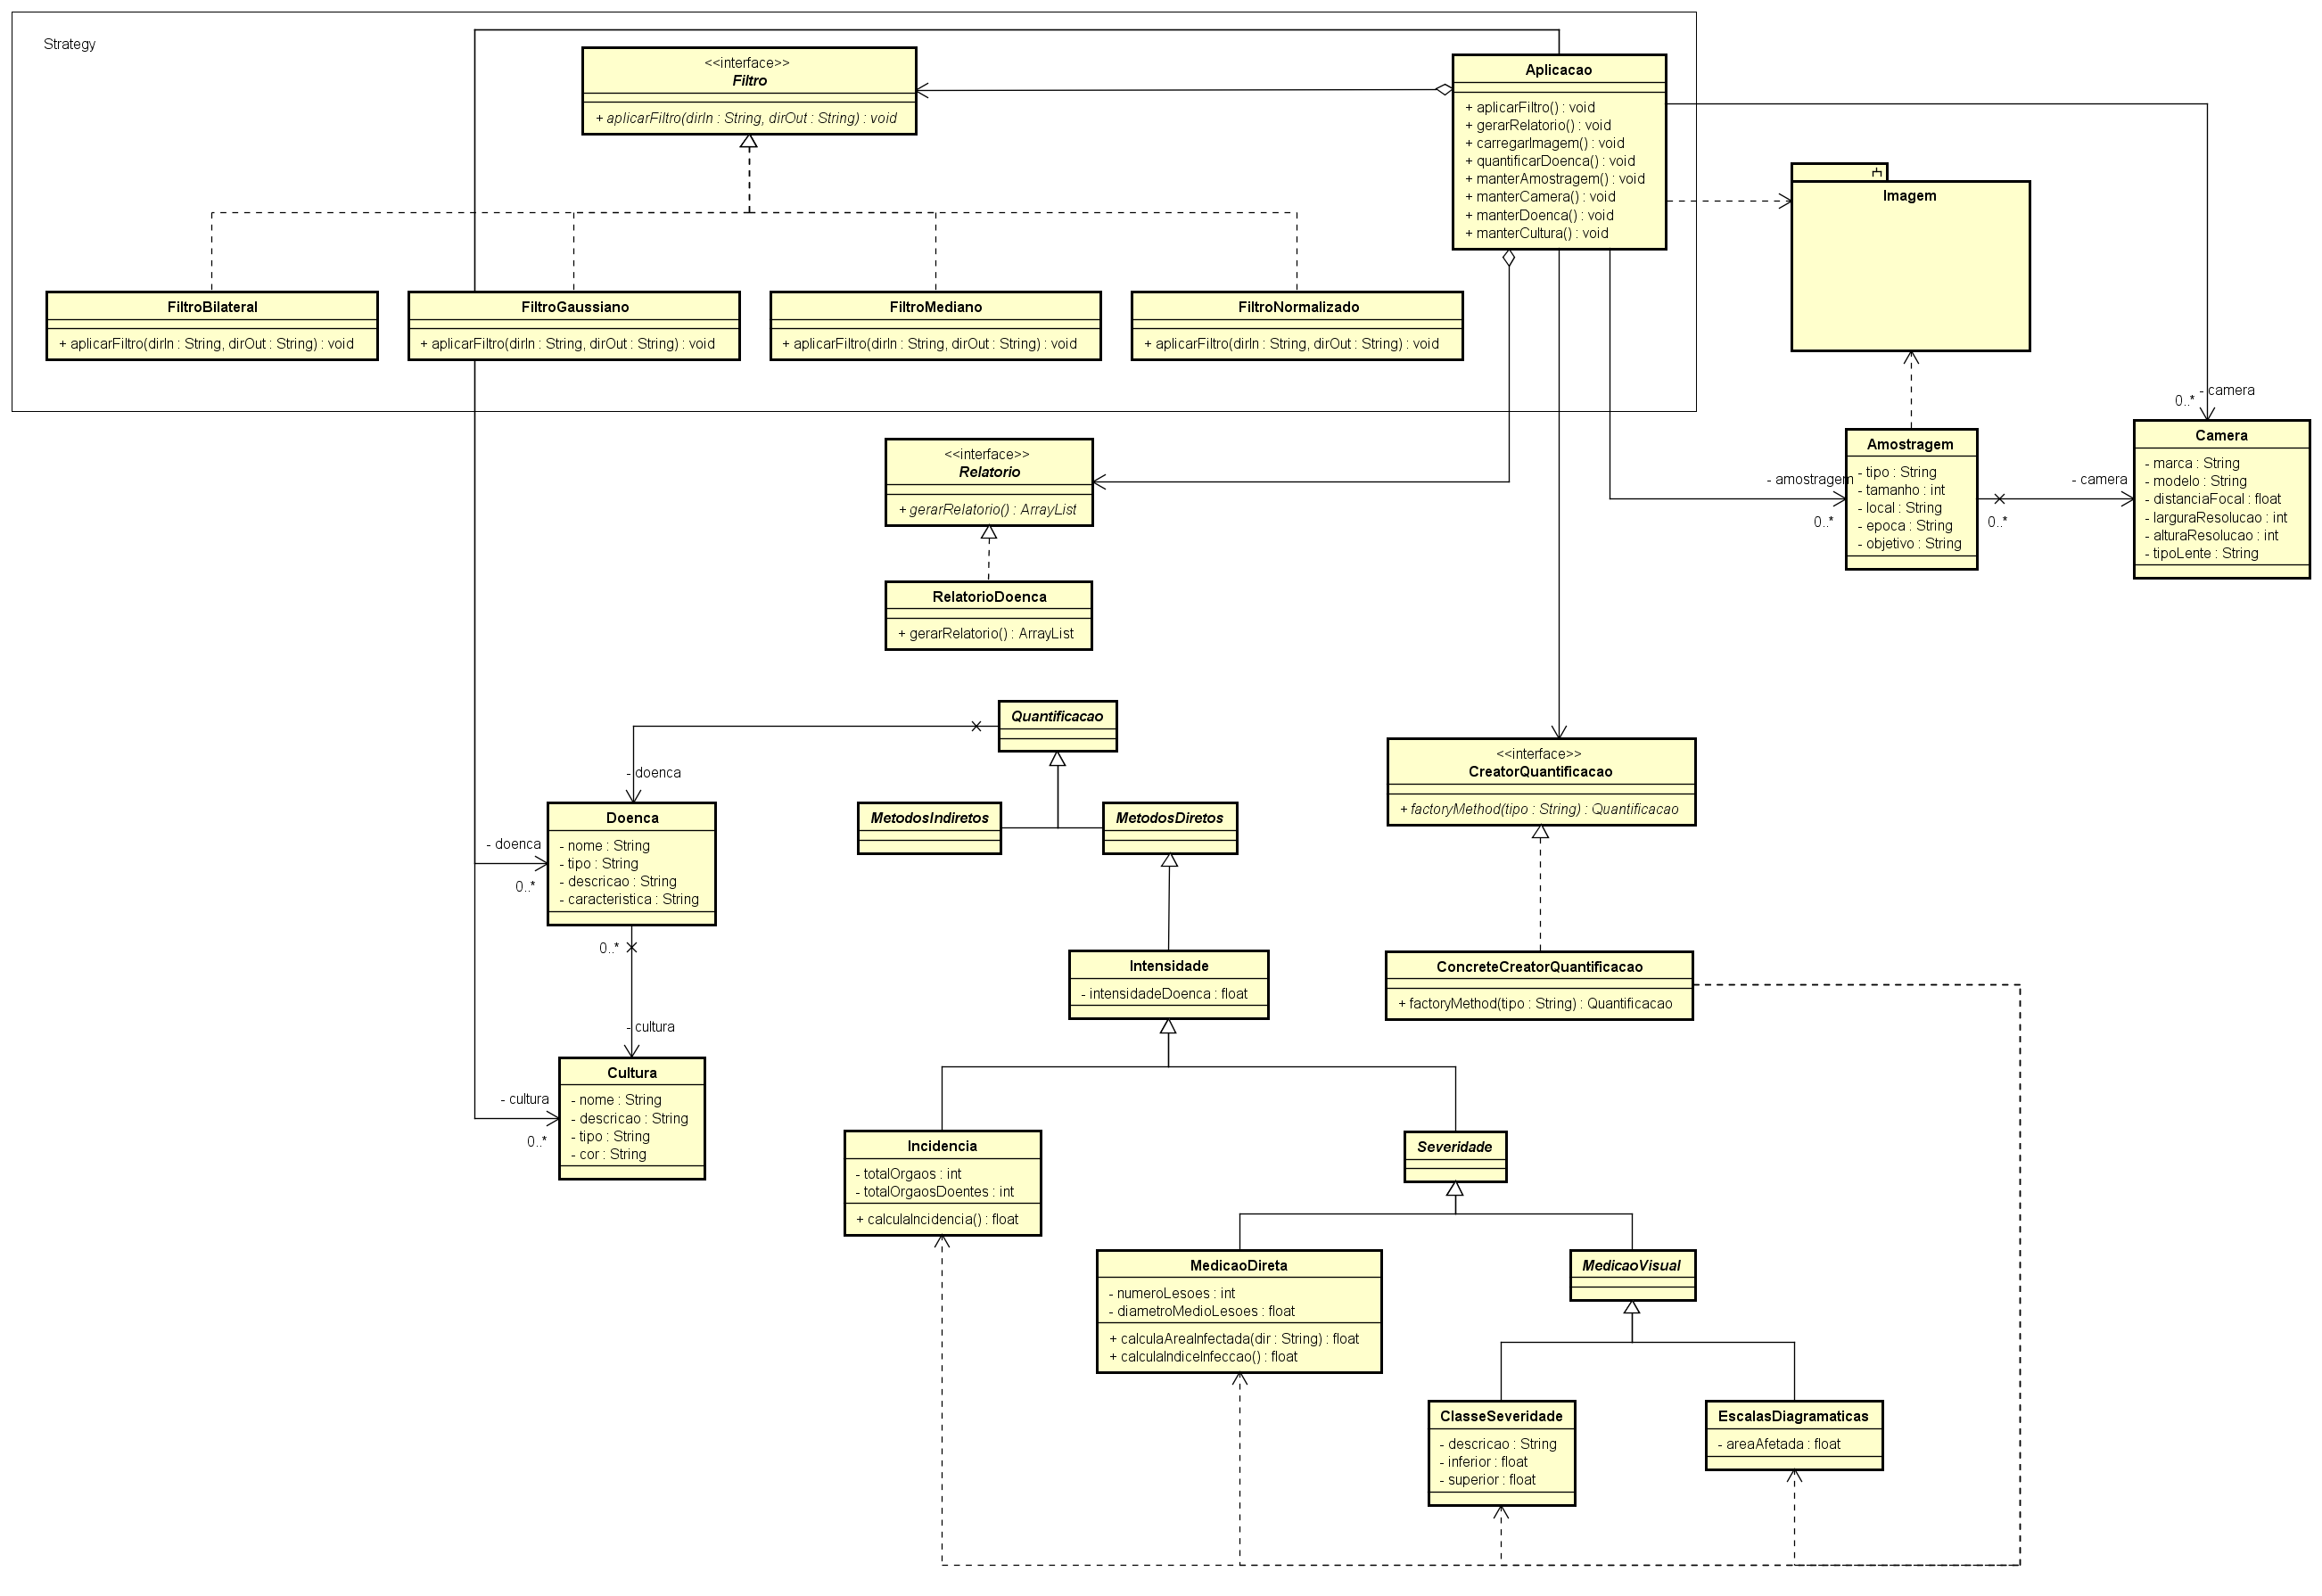 Strategy
<<interface>>
Filtro
+ aplicarFiltro(dirIn : String, dirOut : String) : void
Aplicacao
+ aplicarFiltro() : void
+ gerarRelatorio() : void
+ carregarImagem() : void
+ quantificarDoenca() : void
+ manterAmostragem() : void
+ manterCamera() : void
+ manterDoenca() : void
+ manterCultura() : void
Imagem
FiltroBilateral
+ aplicarFiltro(dirIn : String, dirOut : String) : void
FiltroGaussiano
+ aplicarFiltro(dirIn : String, dirOut : String) : void
FiltroMediano
+ aplicarFiltro(dirIn : String, dirOut : String) : void
FiltroNormalizado
+ aplicarFiltro(dirIn : String, dirOut : String) : void
- camera
0..*
<<interface>>
Relatorio
+ gerarRelatorio() : ArrayList
- amostragem
0..*
Amostragem
- tipo : String
- tamanho : int
- local : String
- epoca : String
- objetivo : String
0..*
- camera
Camera
- marca : String
- modelo : String
- distanciaFocal : float
- larguraResolucao : int
- alturaResolucao : int
- tipoLente : String
RelatorioDoenca
+ gerarRelatorio() : ArrayList
Quantificacao
- doenca
<<interface>>
CreatorQuantificacao
+ factoryMethod(tipo : String) : Quantificacao
MetodosIndiretos
MetodosDiretos
- doenca
0..*
Doenca
- nome : String
- tipo : String
- descricao : String
- caracteristica : String
0..*
- cultura
Intensidade
- intensidadeDoenca : float
ConcreteCreatorQuantificacao
+ factoryMethod(tipo : String) : Quantificacao
- cultura
0..*
Cultura
- nome : String
- descricao : String
- tipo : String
- cor : String
Incidencia
- totalOrgaos : int
- totalOrgaosDoentes : int
+ calculaIncidencia() : float
Severidade
MedicaoDireta
- numeroLesoes : int
- diametroMedioLesoes : float
+ calculaAreaInfectada(dir : String) : float
+ calculaIndiceInfeccao() : float
MedicaoVisual
ClasseSeveridade
- descricao : String
- inferior : float
- superior : float
EscalasDiagramaticas
- areaAfetada : float